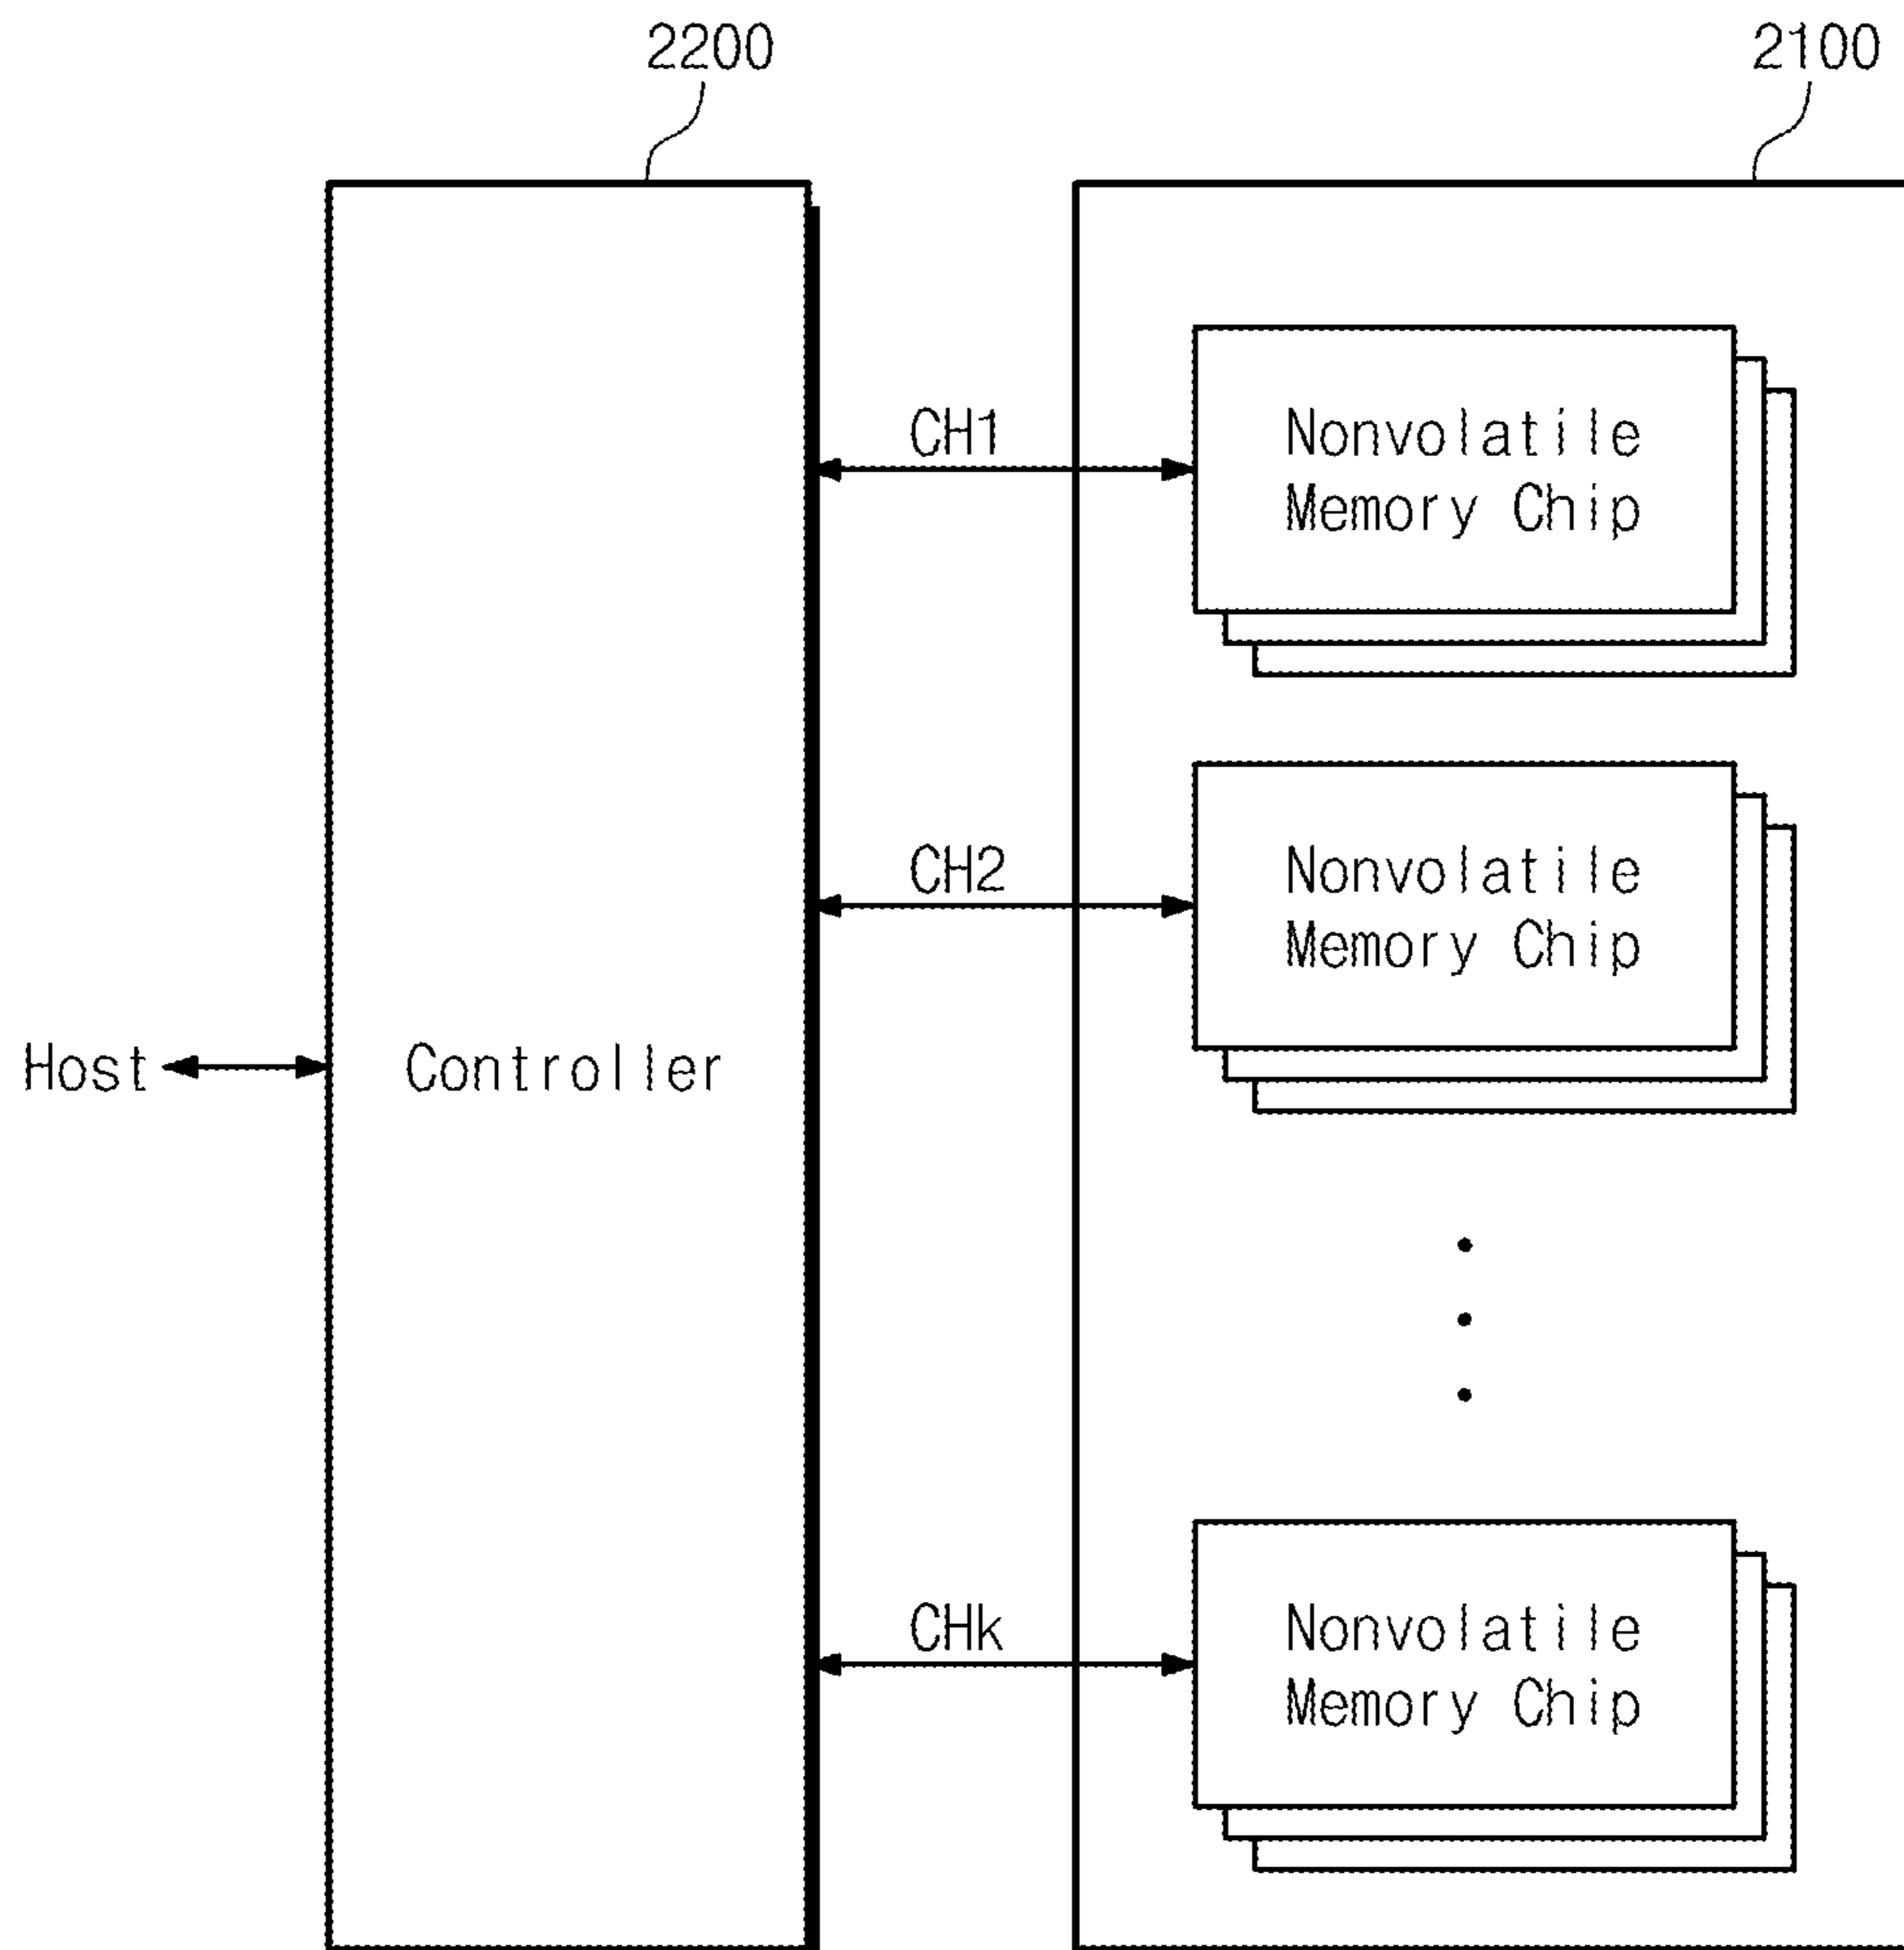 2200
2100
CH1
Nonvolatile
Memory Chip
CH2
Nonvolatile
Memory Chip
Host
Controller
CHk
Nonvolatile
Memory Chip